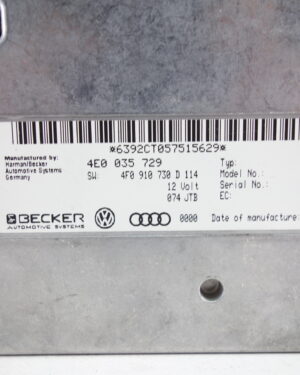 *6392CT057515629*
Manufactured by:
Harman/Becker
Automotive Systems
Germany
4E0 035 729 Typ:
SW: 4F0 910 730 D 114 Model No.:
12 Volt Serial No.:
074 JTB EC:
BECKER
AUTOMOTIVE SYSTEMS
0000 Date of manufacture